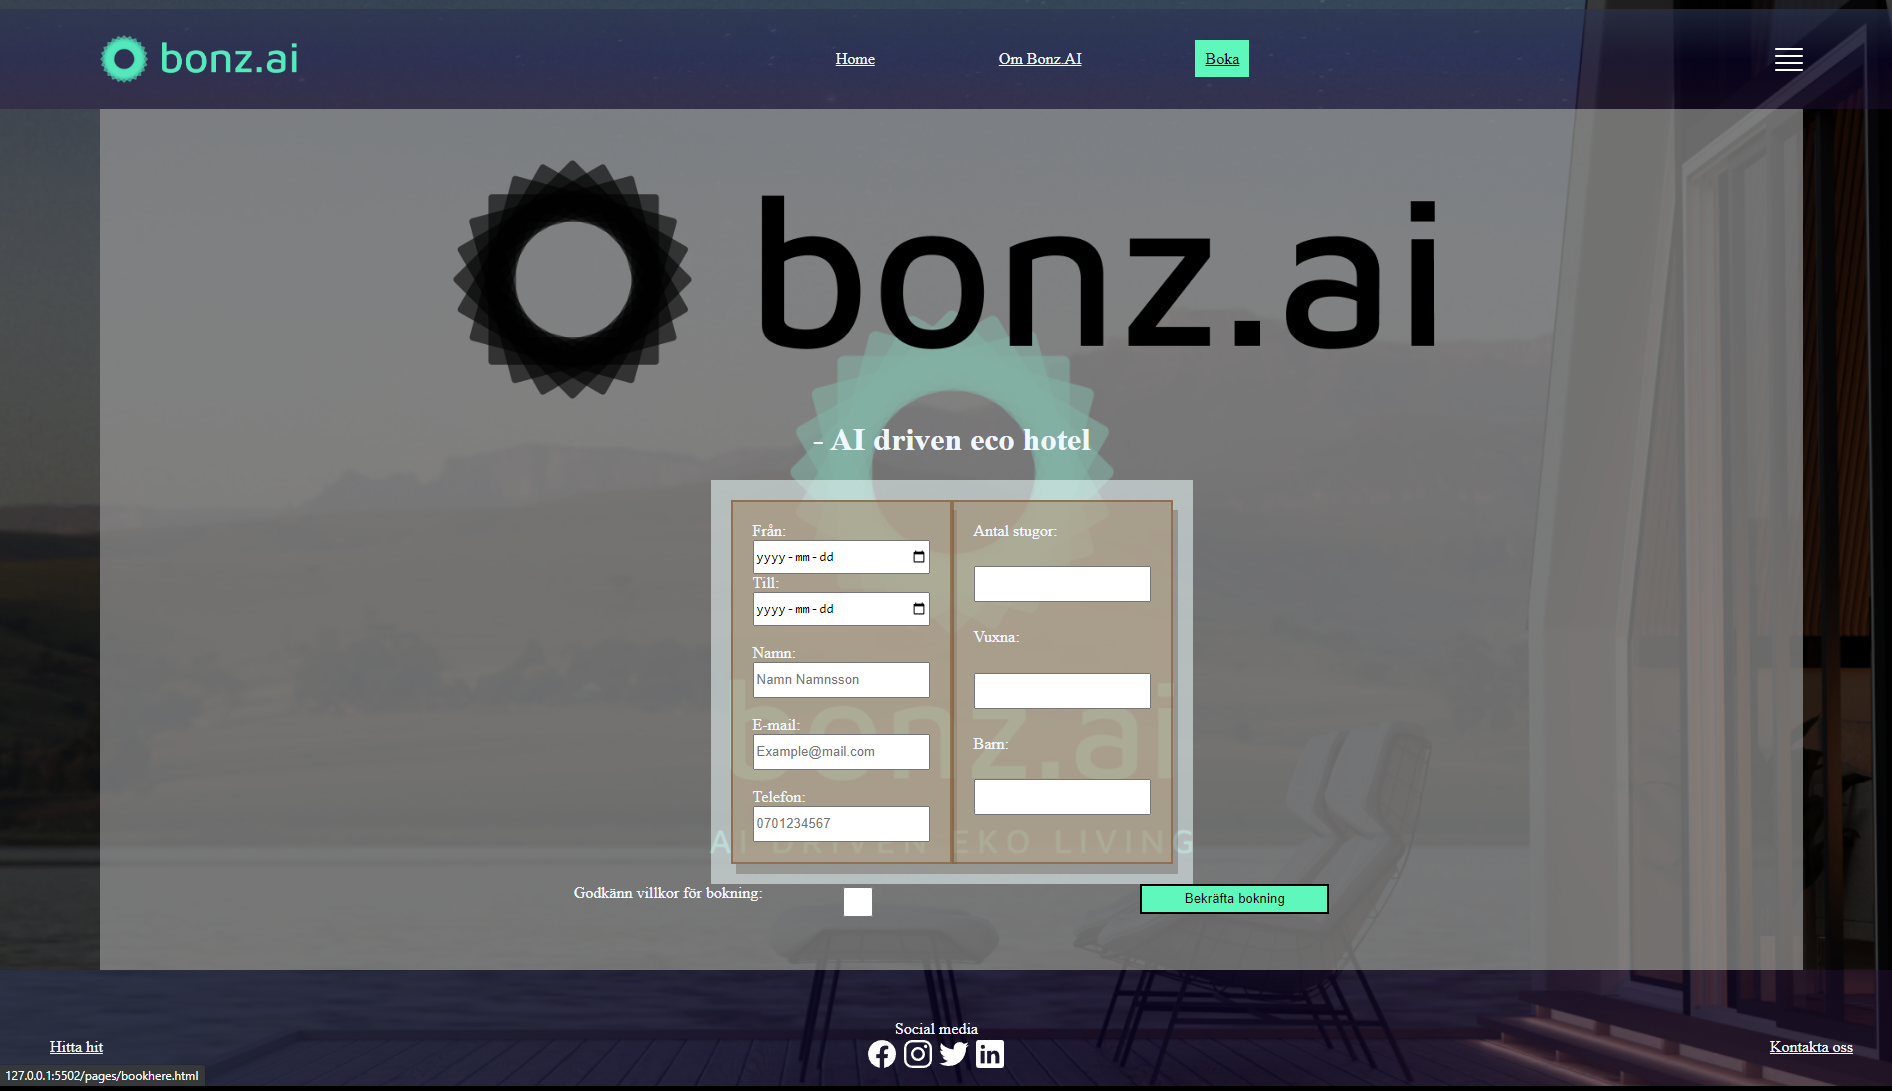 bonz.ai
Home
Om Bonz.AI
Boka
bonz.ai
- AI driven eco hotel
Från:
yyyy-mm-dd
Till:
yyyy-mm-dd
Namn:
Namn Namnsson
E-mail:
Example@mail.com
Telefon:
0701234567
Antal stugor:
Vuxna:
Barn:
bonz.ai
AI DRIVEN EKO LIVING
Godkänn villkor för bokning:
Bekräfta bokning
Hitta hit
Social media
Kontakta oss
127.0.0.1:5502/pages/bookhere.html